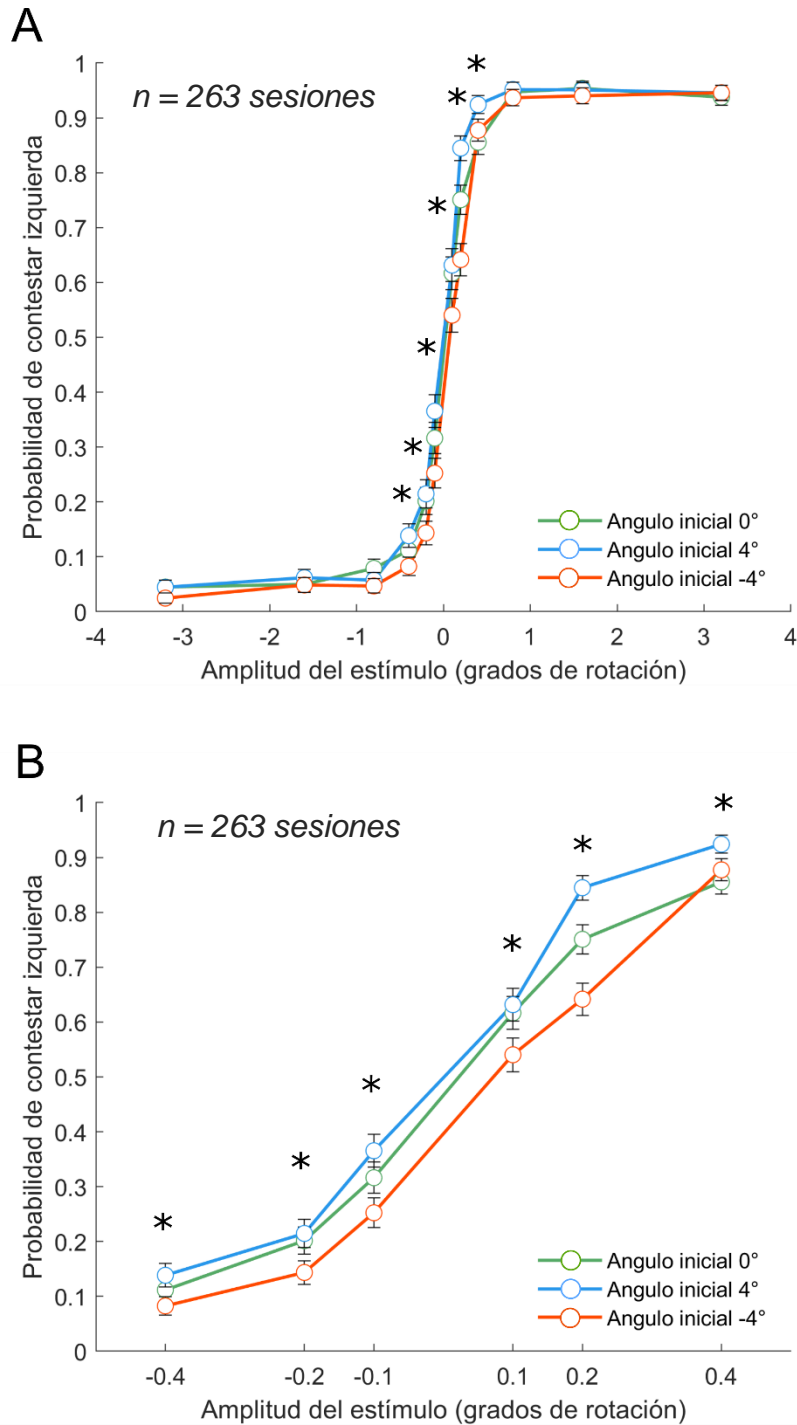 A
1
0.9
0.8
0.7
0.6
0.5
0.4
0.3
0.2
0.1
0
Probabilidad de contestar izquierda
n = 263 sesiones
*
*
*
*
*
*
Angulo inicial 0°
Angulo inicial 4°
Angulo inicial -4°
-4 -3 -2 -1 0 1 2 3 4
Amplitud del estímulo (grados de rotación)
B
1
0.9
0.8
0.7
0.6
0.5
0.4
0.3
0.2
0.1
0
Probabilidad de contestar izquierda
n = 263 sesiones
*
*
*
*
*
*
Angulo inicial 0°
Angulo inicial 4°
Angulo inicial -4°
-0.4 -0.2 -0.1 0.1 0.2 0.4
Amplitud del estímulo (grados de rotación)